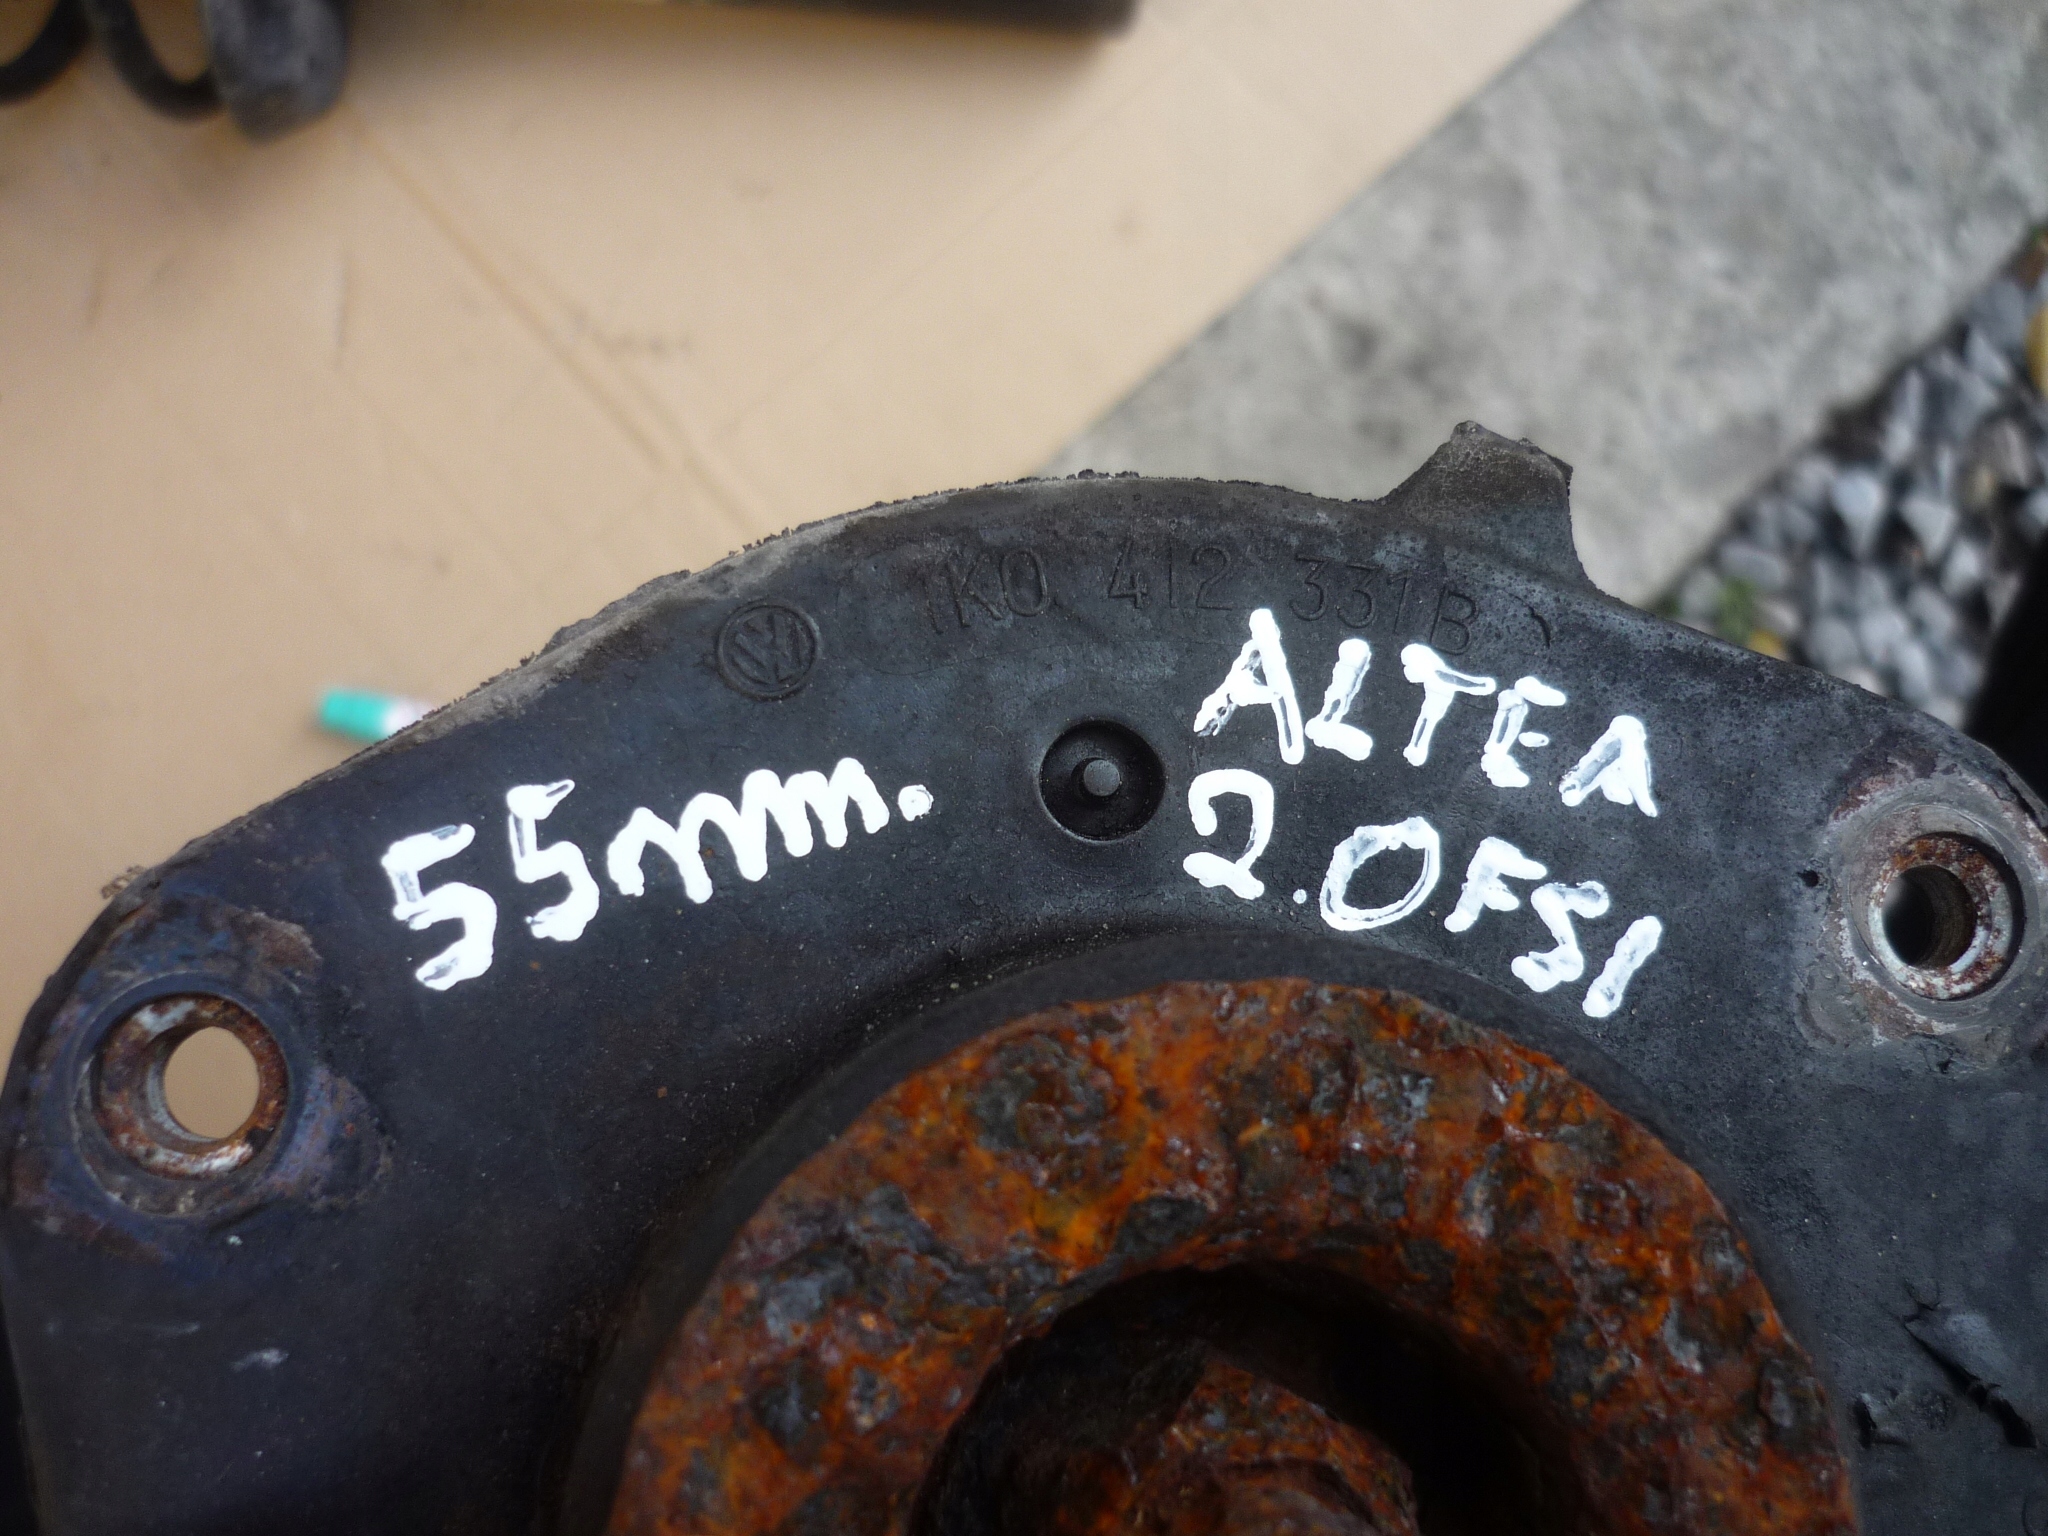 1K0 412 331B
55mm.
ALTEA
2.0FSI